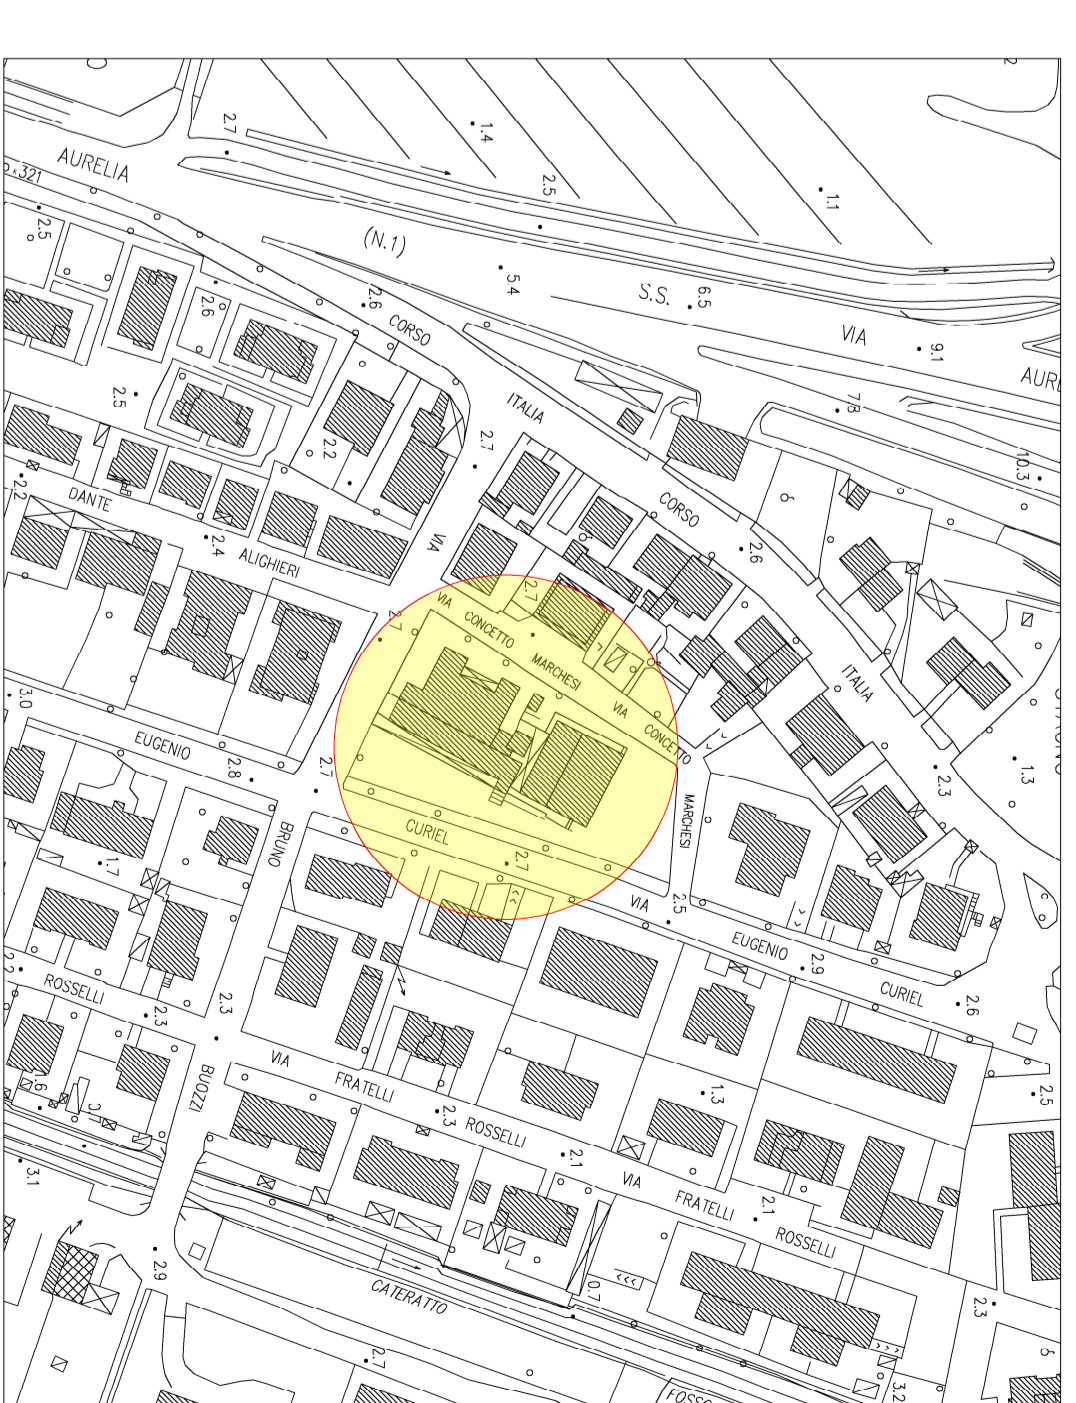 2.7
1.4
2.5
1.1
AURELIA
321
2.5
(N.1)
5.4
S.S.
6.5
VIA
9.1
2.6
2.6
CORSO
7.8
2.5
ITALIA
2.7
2.2
10.3
2.2
DANTE
CORSO
2.4
VIA
2.6
ALIGHIERI
2.7
VIA
CONCETTO
MARCHESI
ITALIA
3.0
VIA
EUGENIO
CONCETTO
2.8
2.7
2.3
1.3
MARCHESI
CURIEL
BRUNO
1.7
2.7
VIA
2.5
EUGENIO
2.9
CURIEL
2.6
2.2
ROSSELLI
2.3
2.3
VIA
FRATELLI
BUOZZI
2.3
ROSSELLI
1.3
2.5
2.1
VIA
FRATELLI
2.1
ROSSELLI
3.1
2.9
CATERATTO
0.7
2.3
2.7
3.2